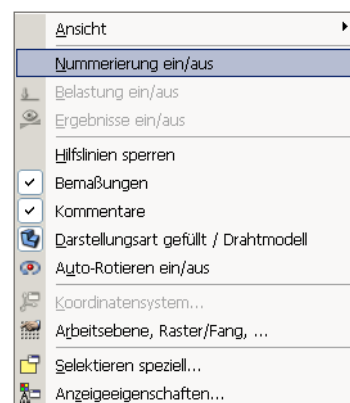 Ansicht
Nummerierung ein/aus
Belastung ein/aus
Ergebnisse ein/aus
Hilfslinien sperren
Bemaßungen
Kommentare
Darstellungsart gefüllt / Drahtmodell
Auto-Rotieren ein/aus
Koordinatensystem...
Arbeitsebene, Raster/Fang, ...
Selektieren speziell...
Anzeigeeigenschaften...